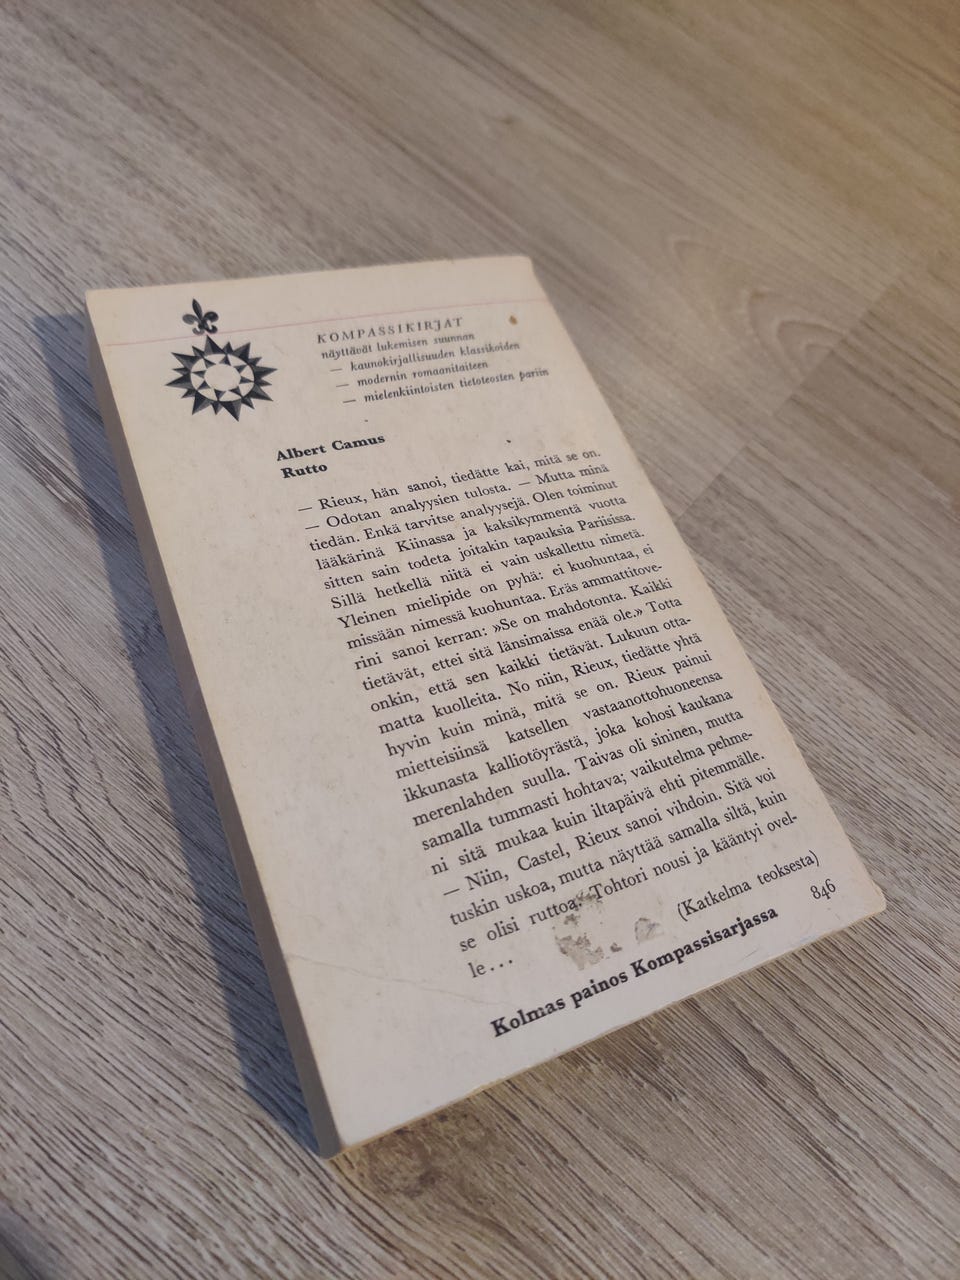 KOMPASSIKIRJAT
näyttävät lukemisen suunnan
— kaunokirjallisuuden klassikoiden
— modernin romaanitaiteen
— mielenkiintoisten tietoteosten pariin
Albert Camus
Rutto
— Rieux, hän sanoi, tiedätte kai, mitä se on.
— Odotan analyysien tulosta. — Mutta minä
tiedän. Enkä tarvitse analyysejä. Olen toiminut
lääkärinä Kiinassa ja kaksikymmentä vuotta
sitten sain todeta joitakin tapauksia Pariisissa.
Sillä hetkellä niitä ei vain uskallettu nimetä.
Yleinen mielipide on pyhä: ei kuohuntaa, ei
missään nimessä kuohuntaa. Eräs ammattitove-
rini sanoi kerran: »Se on mahdotonta. Kaikki
tietävät, ettei sitä länsimaissa enää ole.» Totta
onkin, että sen kaikki tietävät. Lukuun otta-
matta kuolleita. No niin, Rieux, tiedätte yhtä
hyvin kuin minä, mitä se on. Rieux painui
mietteisiinsä katsellen vastaanottohuoneensa
ikkunasta kalliotöyrästä, joka kohosi kaukana
merenlahden suulla. Taivas oli sininen, mutta
samalla tummasti hohtava; vaikutelma pehme-
ni sitä mukaa kuin iltapäivä ehti pitemmälle.
— Niin, Castel, Rieux sanoi vihdoin. Sitä voi
tuskin uskoa, mutta näyttää samalla siltä, kuin
se olisi ruttoa. Tohtori nousi ja kääntyi ovel-
le...
(Katkelma teoksesta)
Kolmas painos Kompassisarjassa
846